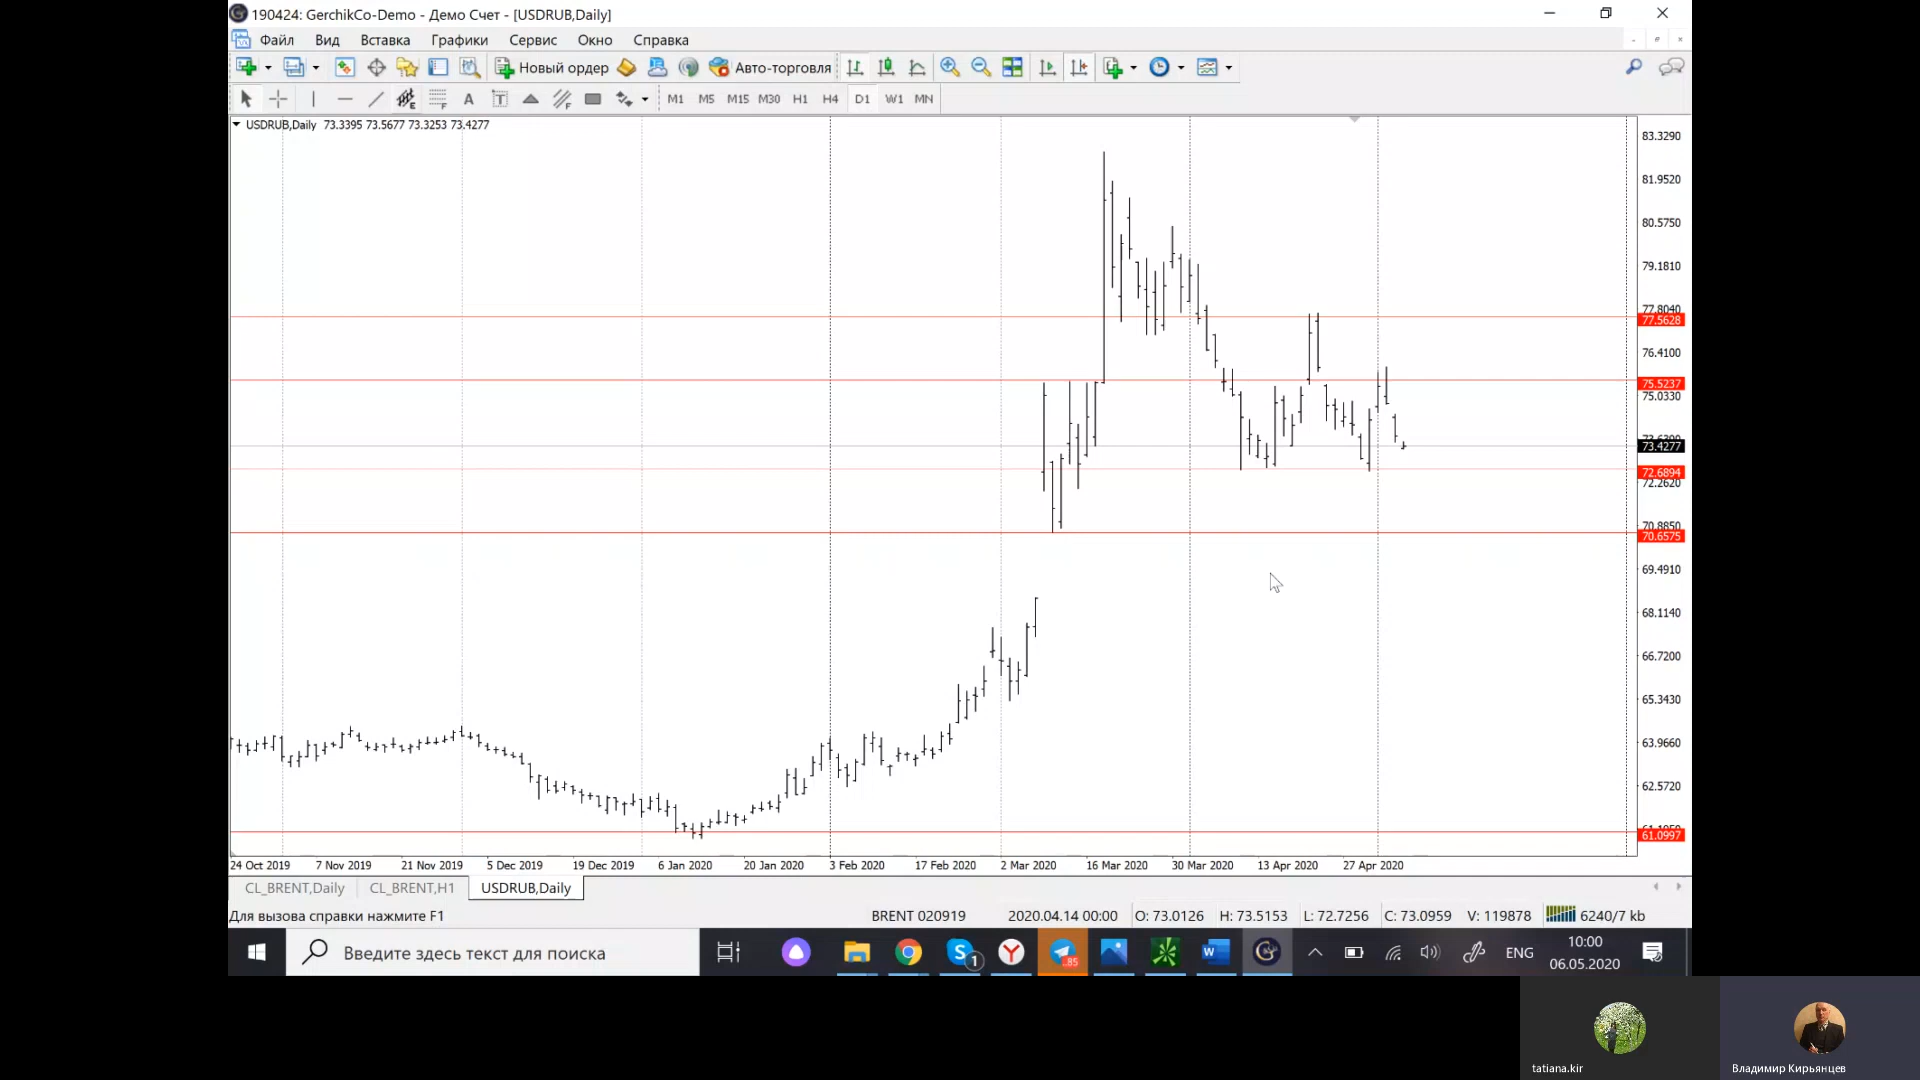 190424: GerchikCo-Demo - Демо Счет - [USDRUB,Daily]
Файл Вид Вставка Графики Сервис Окно Справка
Новый ордер Авто-торговля
A T M1 M5 M15 M30 H1 H4 D1 W1 MN
USDRUB,Daily 73.3395 73.5677 73.3253 73.4277
83.3290
81.9520
80.5750
79.1810
77.8040
77.5628
76.4100
75.5237
75.0330
73.4277
72.6894
72.2620
70.8850
70.6575
69.4910
68.1140
66.7200
65.3430
63.9660
62.5720
61.0997
24 Oct 2019 7 Nov 2019 21 Nov 2019 5 Dec 2019 19 Dec 2019 6 Jan 2020 20 Jan 2020 3 Feb 2020 17 Feb 2020 2 Mar 2020 16 Mar 2020 30 Mar 2020 13 Apr 2020 27 Apr 2020
CL_BRENT,Daily CL_BRENT,H1 USDRUB,Daily
Для вызова справки нажмите F1 BRENT 020919 2020.04.14 00:00 O: 73.0126 H: 73.5153 L: 72.7256 C: 73.0959 V: 119878 6240/7 kb
Введите здесь текст для поиска ENG 10:00
06.05.2020
tatiana.kir
Владимир Кирьянцев